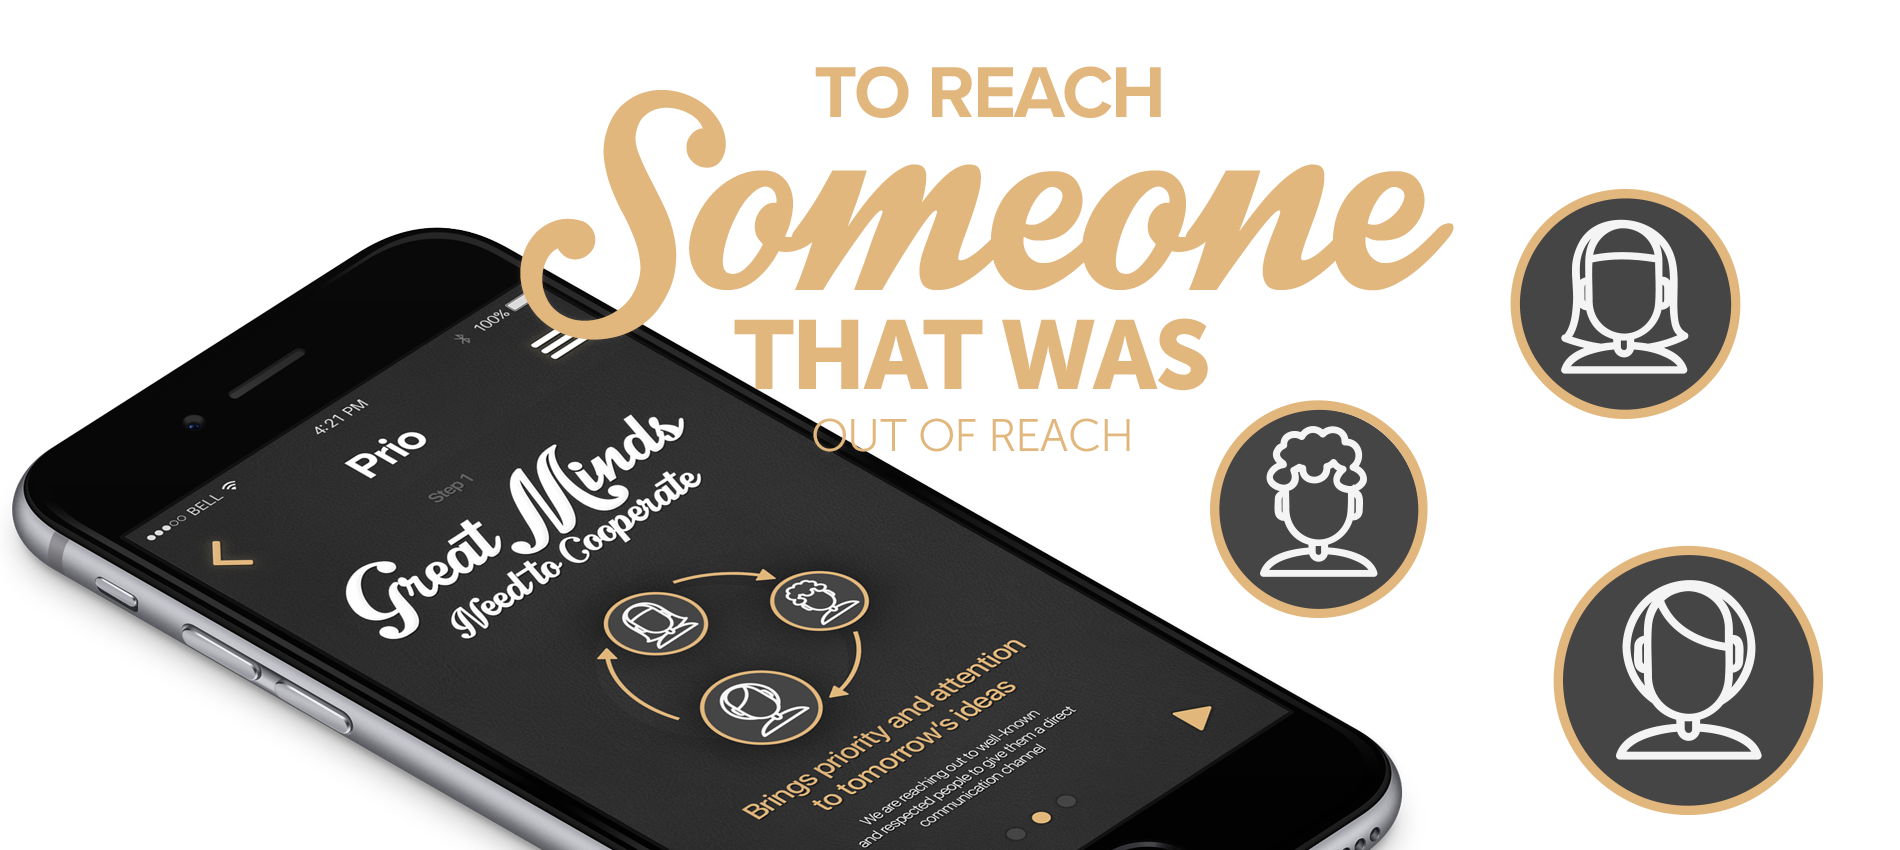 TO REACH
Someone
THAT WAS
OUT OF REACH
BELL
4:21 PM
100%
Prio
Step 1
Great Minds
Need to Cooperate
Brings priority and attention
to tomorrow's ideas
We are reaching out to well-known
and respected people to give them a direct
communication channel